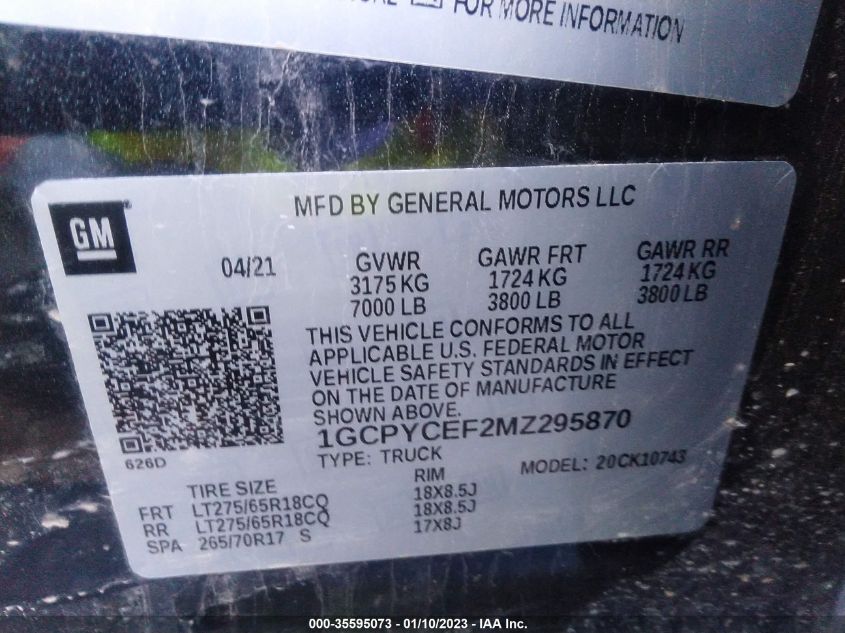 FOR MORE INFORMATION
MFD BY GENERAL MOTORS LLC
GM
04/21
GVWR GAWR FRT GAWR RR
3175 KG 1724 KG 1724 KG
7000 LB 3800 LB 3800 LB
THIS VEHICLE CONFORMS TO ALL
APPLICABLE U.S. FEDERAL MOTOR
VEHICLE SAFETY STANDARDS IN EFFECT
ON THE DATE OF MANUFACTURE
SHOWN ABOVE.
1GCPYCEF2MZ295870
626D
TYPE: TRUCK MODEL: 20CK10743
TIRE SIZE RIM
FRT LT275/65R18CQ 18X8.5J
RR LT275/65R18CQ 18X8.5J
SPA 265/70R17 S 17X8J
000-35595073 - 01/10/2023 - IAA Inc.